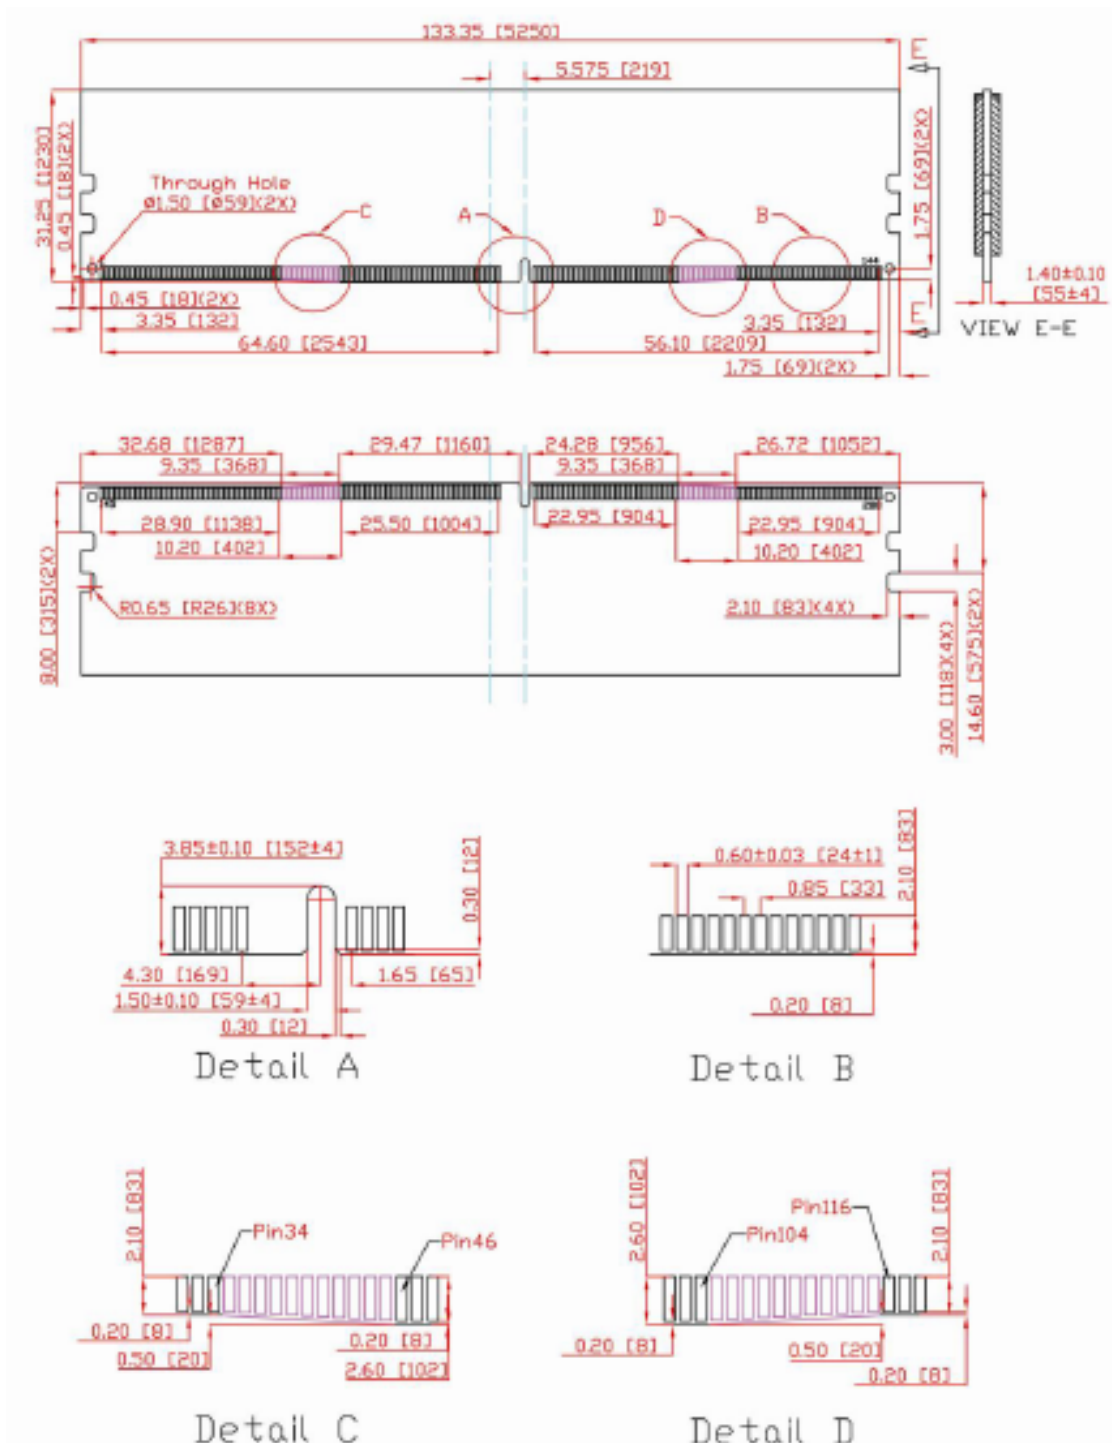 133.35 [5250]
E
5.575 [219]
31.25 [1230]
0.45 [18](2X)
Through Hole
Ø1.50 [Ø59](2X)
C
A
D
B
1.75 [69](2X)
144
0.45 [18](2X)
3.35 [132]
3.35 [132]
E
1.40±0.10
[55±4]
VIEW E-E
64.60 [2543]
56.10 [2209]
1.75 [69](2X)
32.68 [1287]
29.47 [1160]
24.28 [956]
26.72 [1052]
9.35 [368]
9.35 [368]
28.90 [1138]
25.50 [1004]
22.95 [904]
22.95 [904]
10.20 [402]
10.20 [402]
8.00 [315](2X)
R0.65 [R26](8X)
2.10 [83](4X)
3.00 [118](4X)
14.60 [575](2X)
3.85±0.10 [152±4]
0.30 [12]
4.30 [169]
1.65 [65]
1.50±0.10 [59±4]
0.30 [12]
Detail A
0.60±0.03 [24±1]
2.10 [83]
0.85 [33]
0.20 [8]
Detail B
2.10 [83]
Pin34
Pin46
0.20 [8]
0.20 [8]
0.50 [20]
2.60 [102]
Detail C
2.60 [102]
Pin116
Pin104
2.10 [83]
0.20 [8]
0.50 [20]
0.20 [8]
Detail D